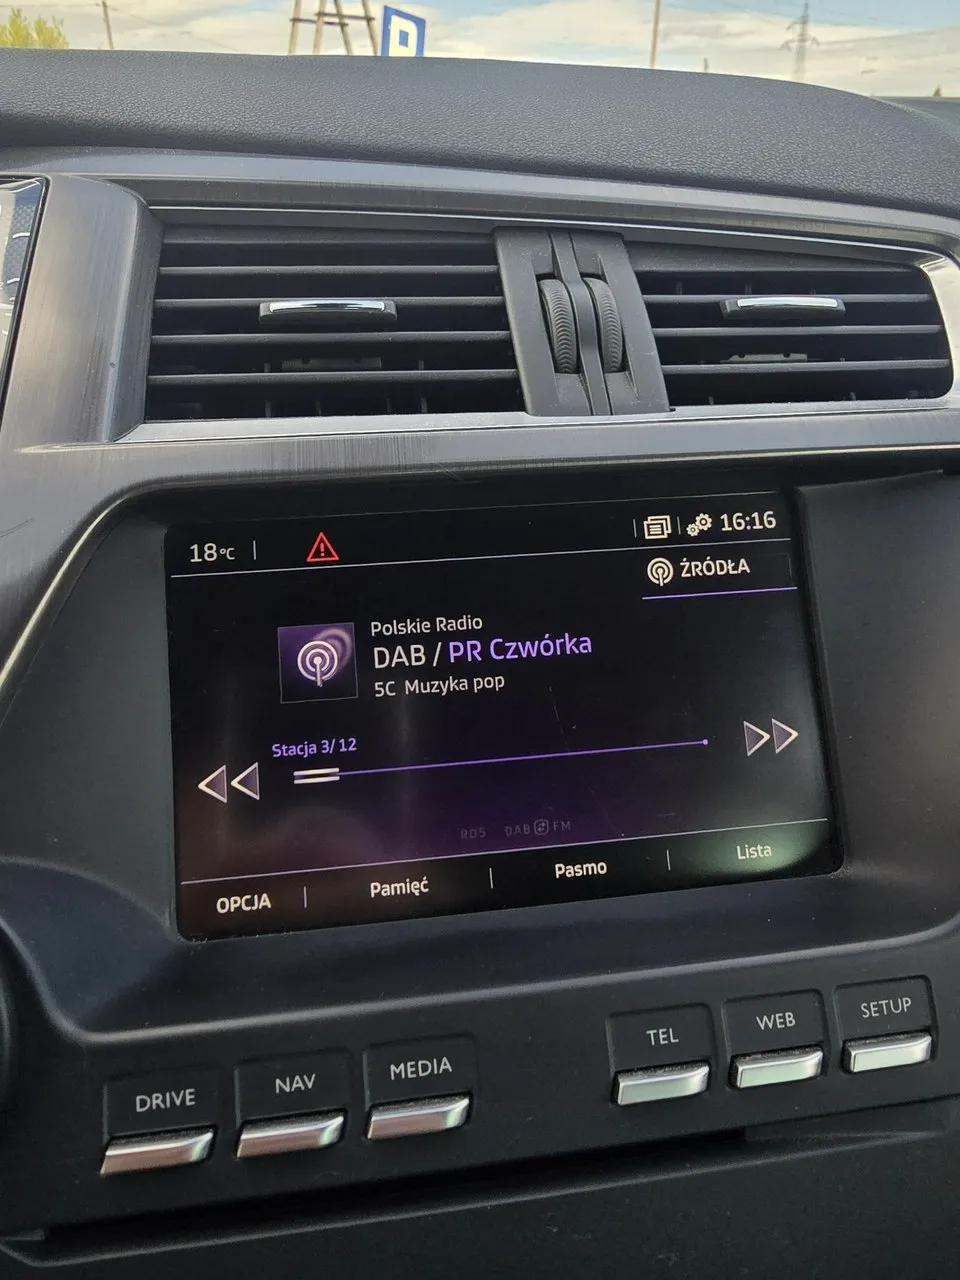 P
18°C
16:16
ŹRÓDŁA
Polskie Radio
DAB / PR Czwórka
5C Muzyka pop
Stacja 3/12
RDS DAB FM
OPCJA
Pamięć
Pasmo
Lista
DRIVE
NAV
MEDIA
TEL
WEB
SETUP